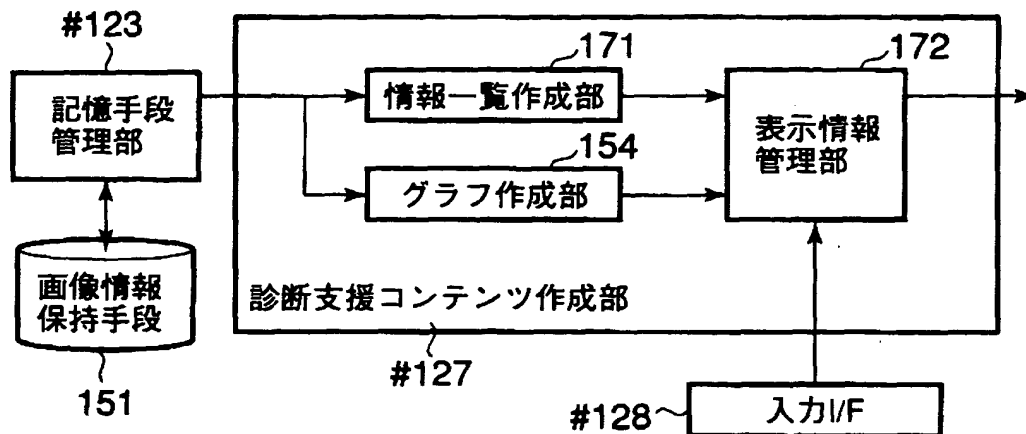 #123
171
172
記憶手段
管理部
情報一覧作成部
表示情報
管理部
154
グラフ作成部
画像情報
保持手段
診断支援コンテンツ作成部
151
#127
#128
入力I/F